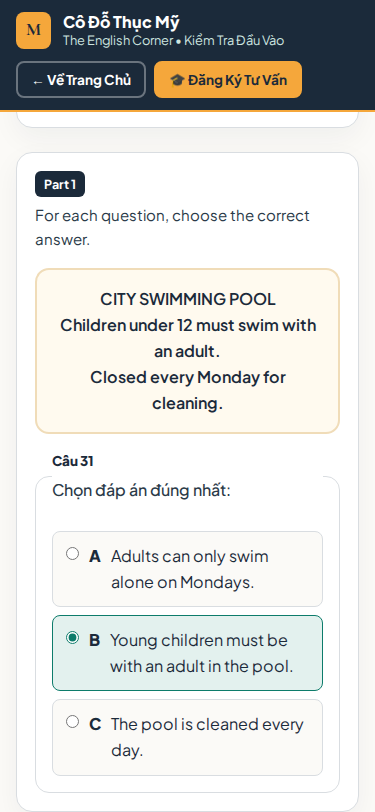 M
Cô Đỗ Thục Mỹ
The English Corner • Kiểm Tra Đầu Vào
← Về Trang Chủ
🎓 Đăng Ký Tư Vấn
Part 1
For each question, choose the correct
answer.
CITY SWIMMING POOL
Children under 12 must swim with
an adult.
Closed every Monday for
cleaning.
Câu 31
Chọn đáp án đúng nhất:
A Adults can only swim
alone on Mondays.
B Young children must be
with an adult in the pool.
C The pool is cleaned every
day.